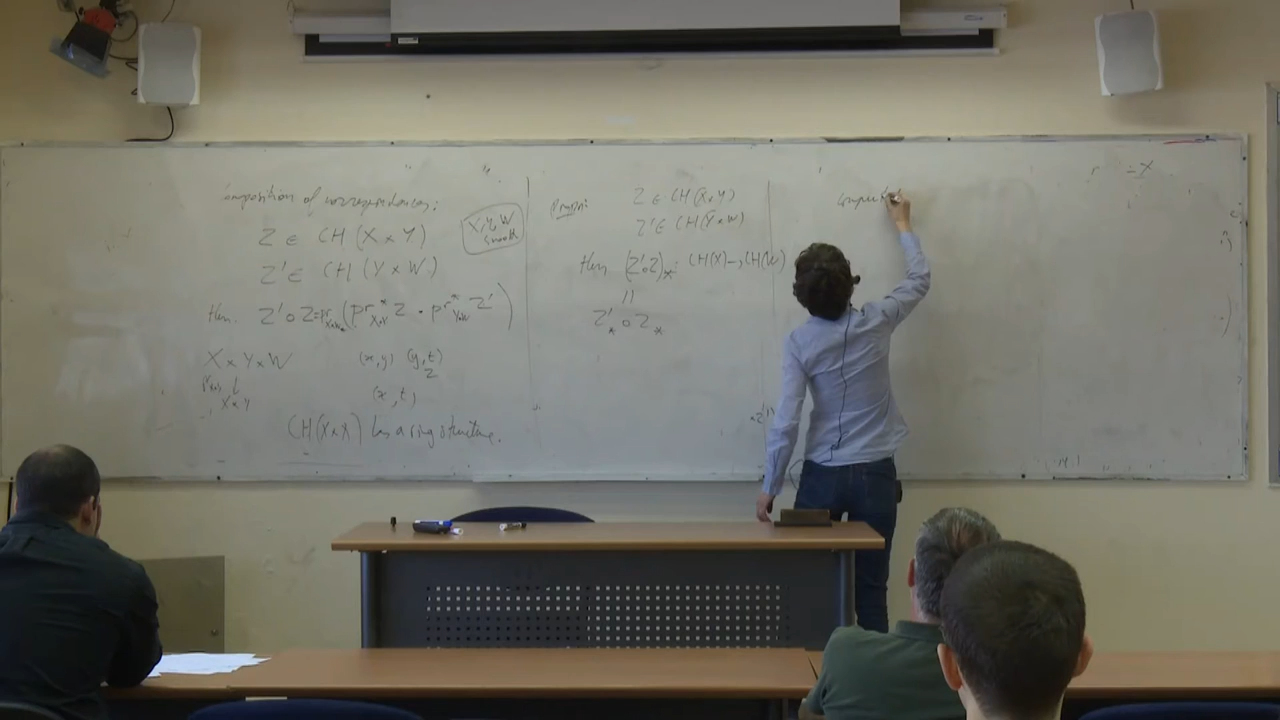 Composition of correspondences:
X, Y, W
smooth
Z ∈ CH(X×Y)
Z' ∈ CH(Y×W)
then Z'∘Z = pr_{X×W *}(pr*_{X×Y} Z · pr*_{Y×W} Z')
X×Y×W (x,y) (y,t)
X×Y (x,t)
CH(X×X) has a ring structure.
Propn:
Z ∈ CH(X×Y)
Z' ∈ CH(Y×W)
then (Z'∘Z)_* : CH(X) → CH(W)
||
Z'_* ∘ Z_*